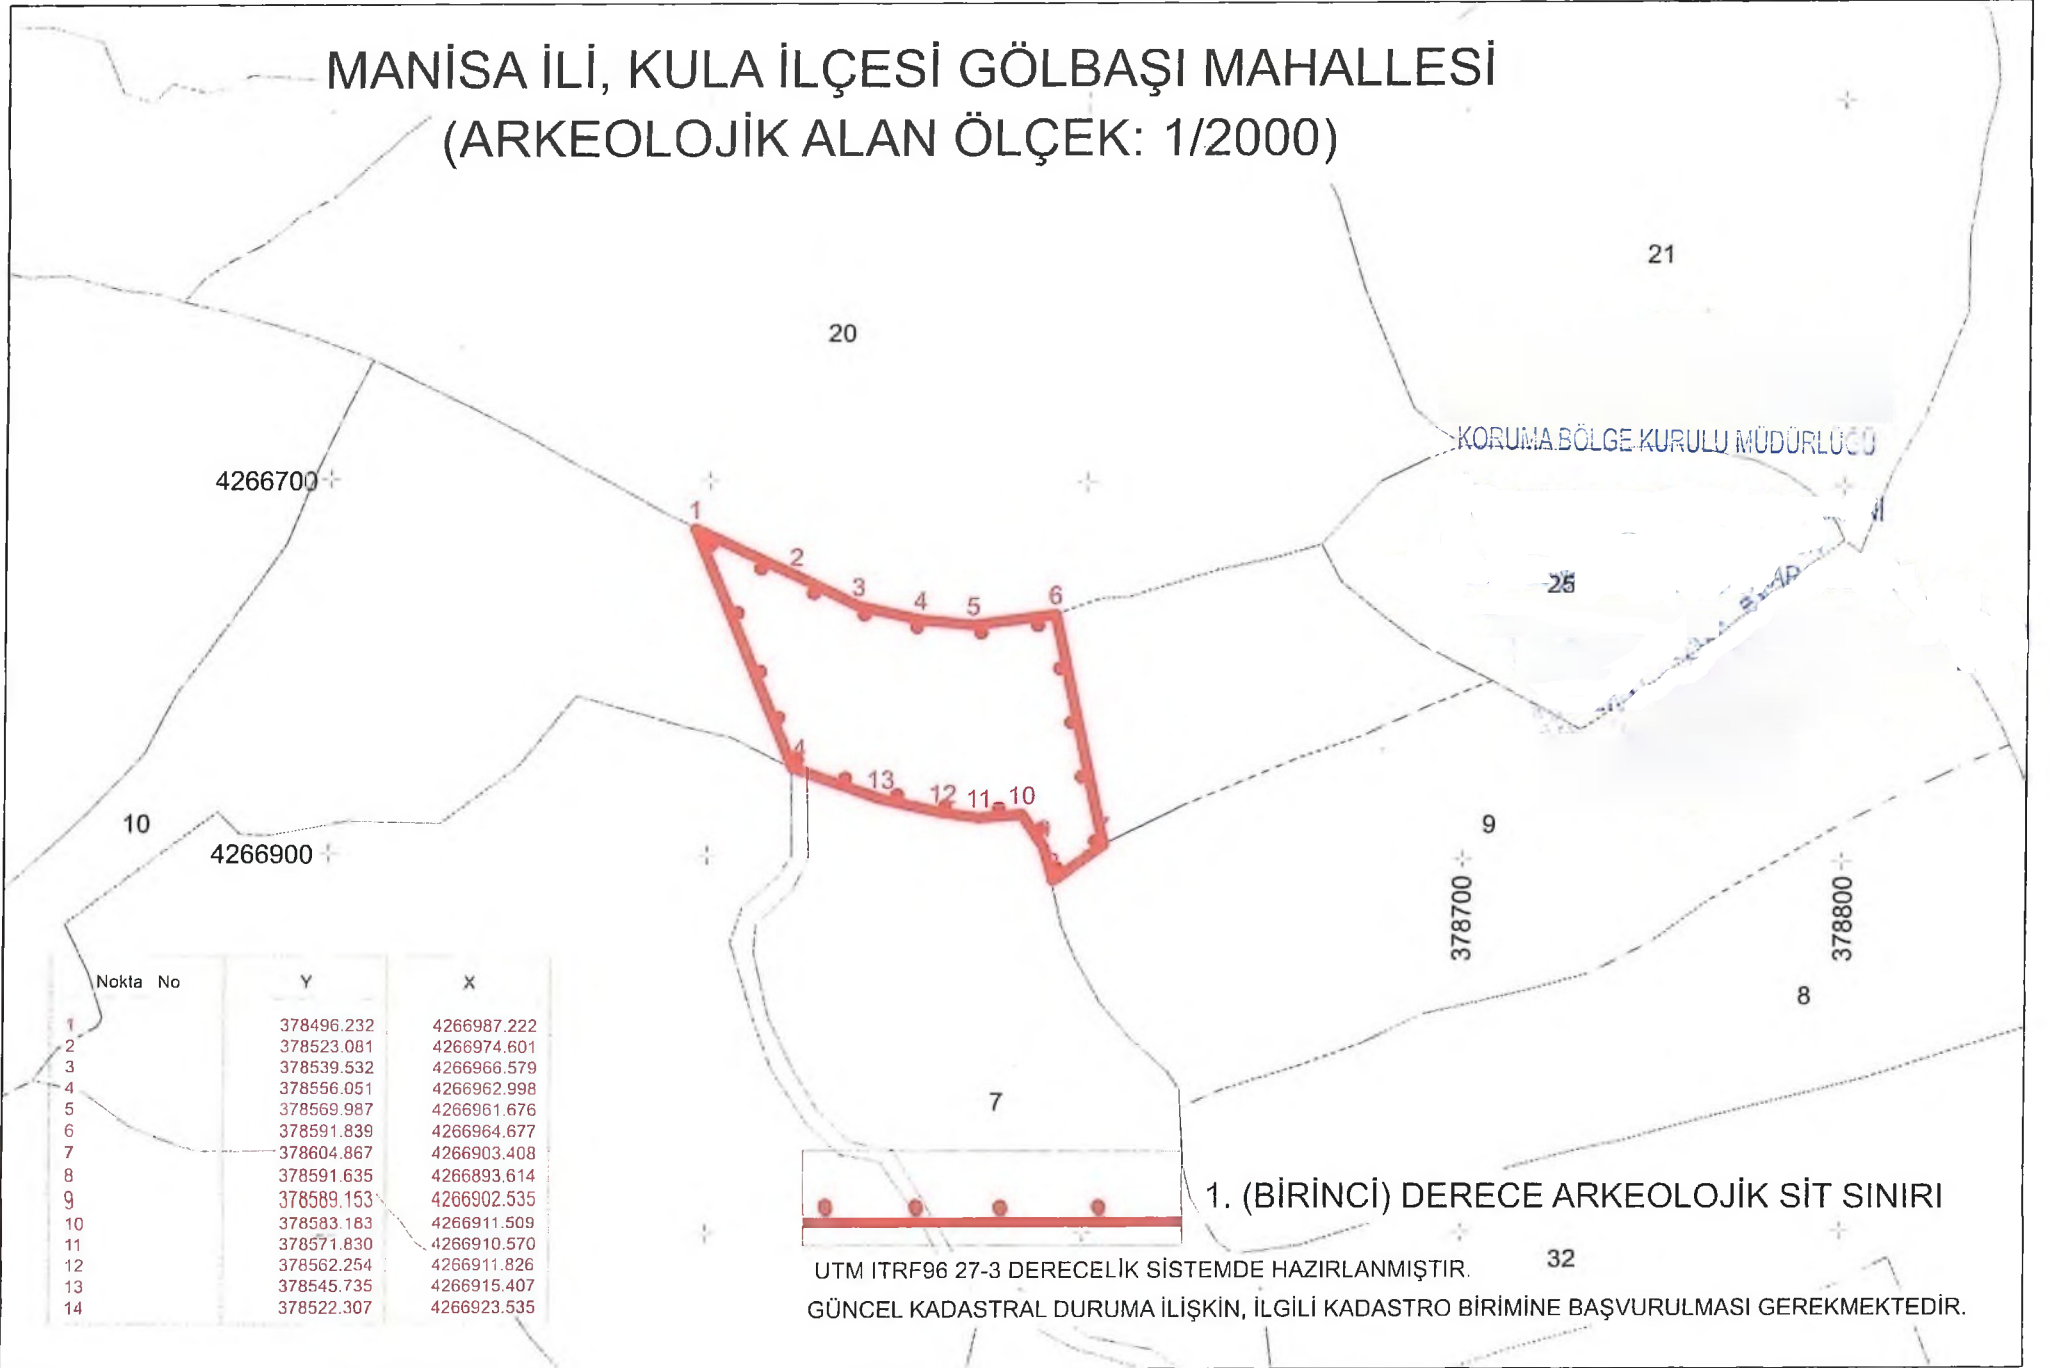 MANİSA İLİ, KULA İLÇESİ GÖLBAŞI MAHALLESİ
(ARKEOLOJİK ALAN ÖLÇEK: 1/2000)
21
20
KORUMA BÖLGE KURULU MÜDÜRLÜĞÜ
4266700
1
2
3
4
5
6
25
4
13
12
11
10
7
10
9
4266900
378700
378800
8
7
Nokta No Y X
1 378496.232 4266987.222
2 378523.081 4266974.601
3 378539.532 4266966.579
4 378556.051 4266962.998
5 378569.987 4266961.676
6 378591.839 4266964.677
7 378604.867 4266903.408
8 378591.635 4266893.614
9 378589.153 4266902.535
10 378583.183 4266911.509
11 378571.830 4266910.570
12 378562.254 4266911.826
13 378545.735 4266915.407
14 378522.307 4266923.535
1. (BİRİNCİ) DERECE ARKEOLOJİK SİT SINIRI
32
UTM ITRF96 27-3 DERECELİK SİSTEMDE HAZIRLANMIŞTIR.
GÜNCEL KADASTRAL DURUMA İLİŞKİN, İLGİLİ KADASTRO BİRİMİNE BAŞVURULMASI GEREKMEKTEDİR.